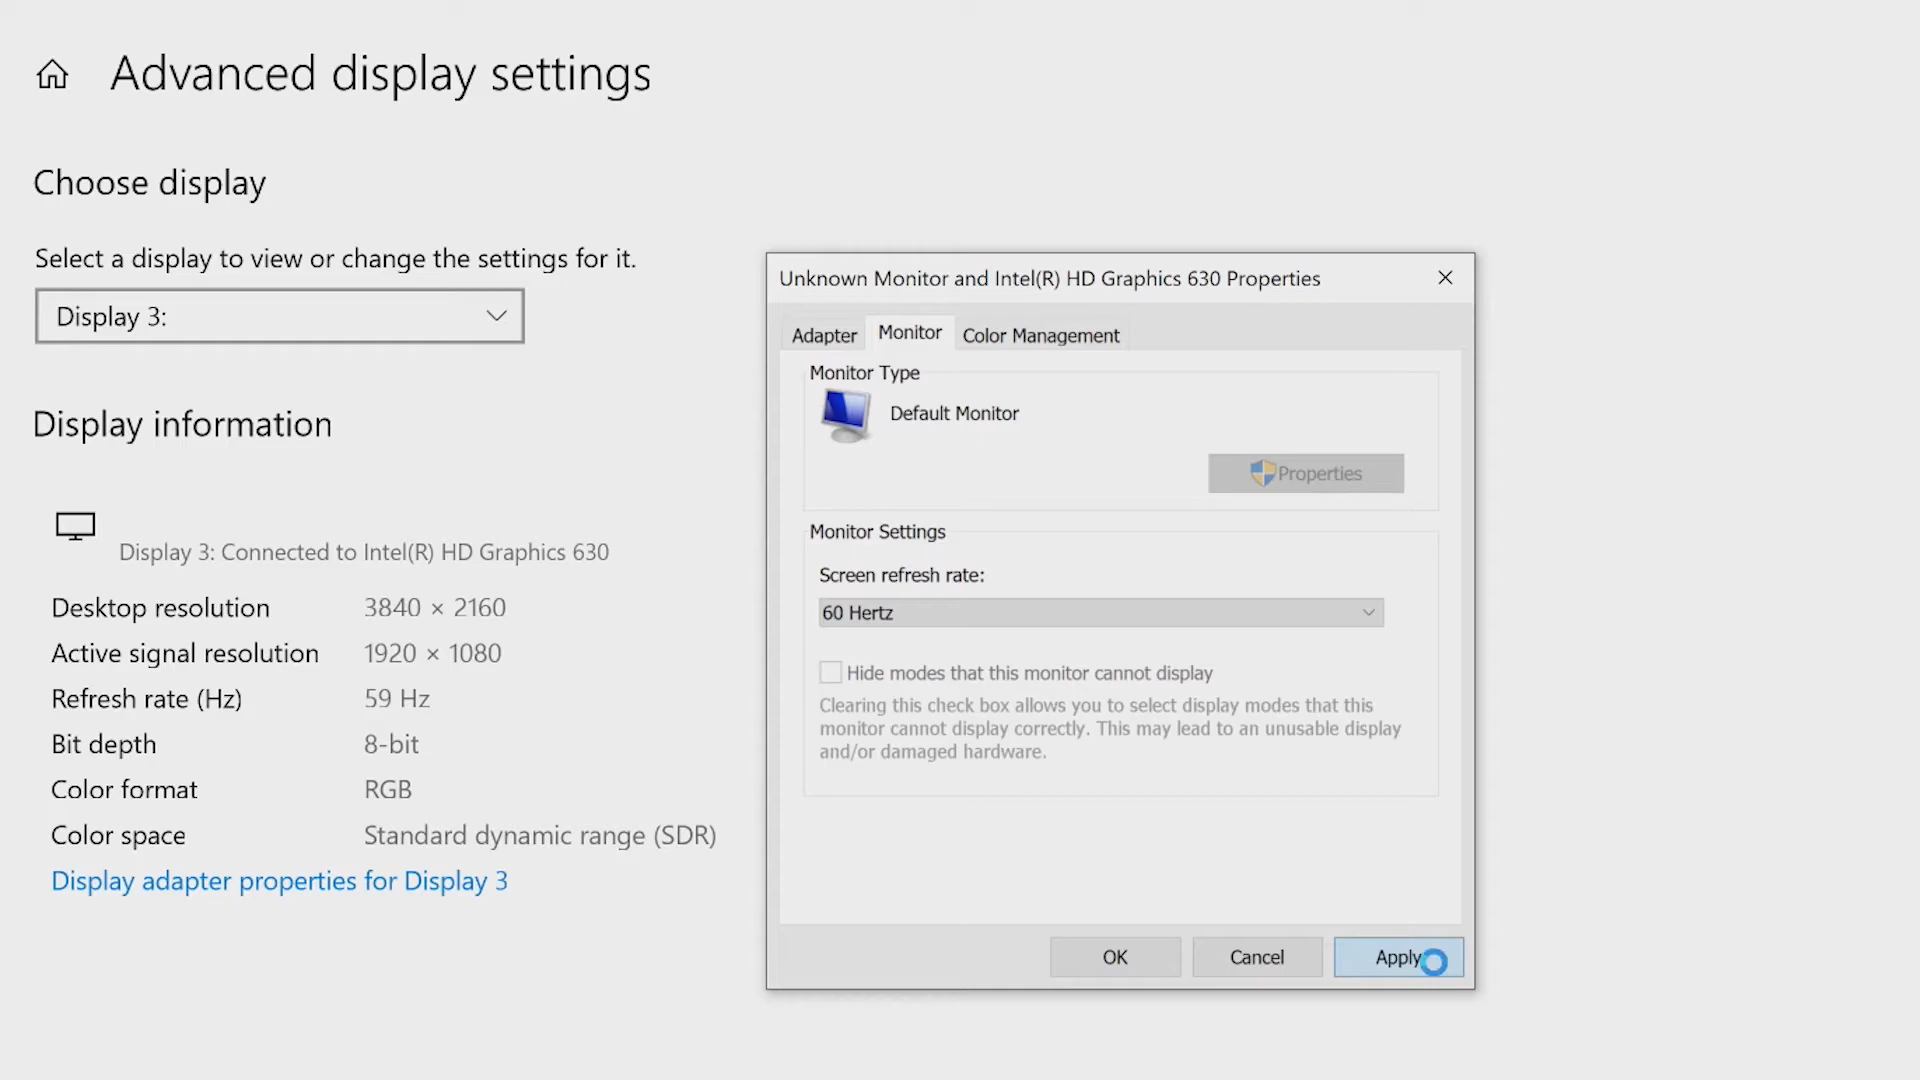 Advanced display settings
Choose display
Select a display to view or change the settings for it.
Display 3:
Display information
Display 3: Connected to Intel(R) HD Graphics 630
Desktop resolution 3840 × 2160
Active signal resolution 1920 × 1080
Refresh rate (Hz) 59 Hz
Bit depth 8-bit
Color format RGB
Color space Standard dynamic range (SDR)
Display adapter properties for Display 3
Unknown Monitor and Intel(R) HD Graphics 630 Properties
Adapter Monitor Color Management
Monitor Type
Default Monitor
Properties
Monitor Settings
Screen refresh rate:
60 Hertz
Hide modes that this monitor cannot display
Clearing this check box allows you to select display modes that this
monitor cannot display correctly. This may lead to an unusable display
and/or damaged hardware.
OK Cancel Apply